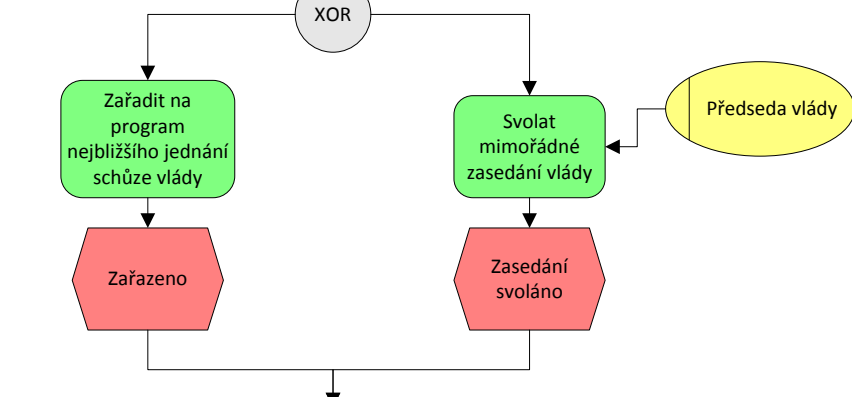 XOR
Zařadit na
program
nejbližšího jednání
schůze vlády
Svolat
mimořádné
zasedání vlády
Předseda vlády
Zařazeno
Zasedání
svoláno